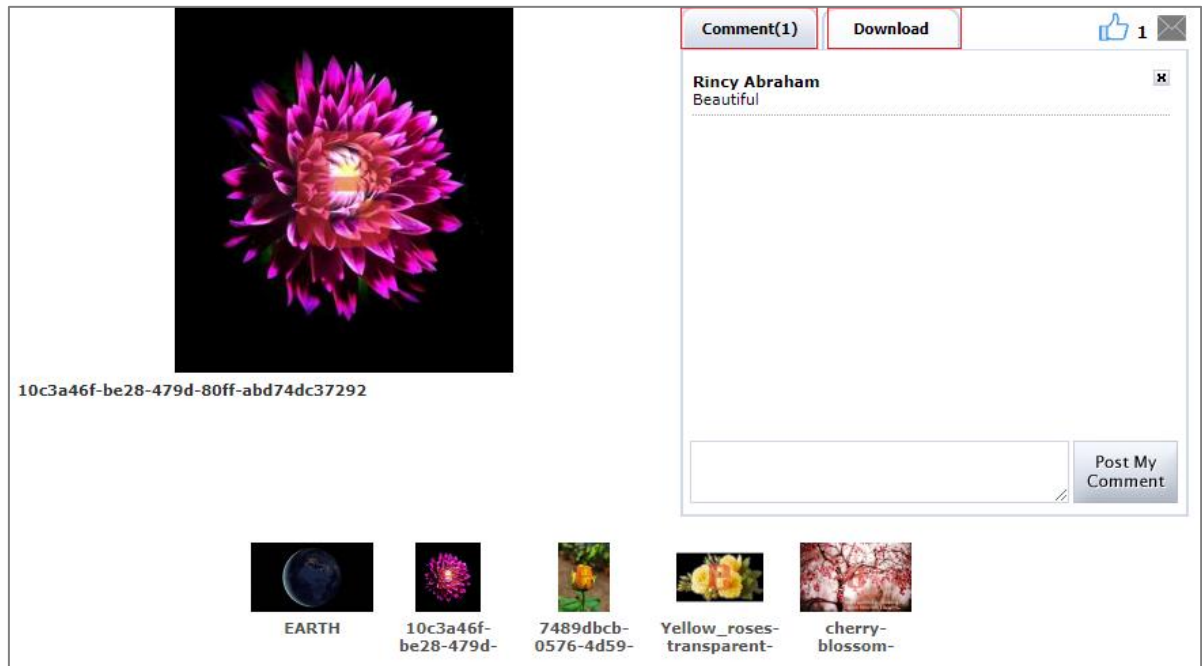 Comment(1)
Download
1
Rincy Abraham
Beautiful
10c3a46f-be28-479d-80ff-abd74dc37292
Post My
Comment
EARTH
10c3a46f-
be28-479d-
7489dbcb-
0576-4d59-
Yellow_roses-
transparent-
cherry-
blossom-